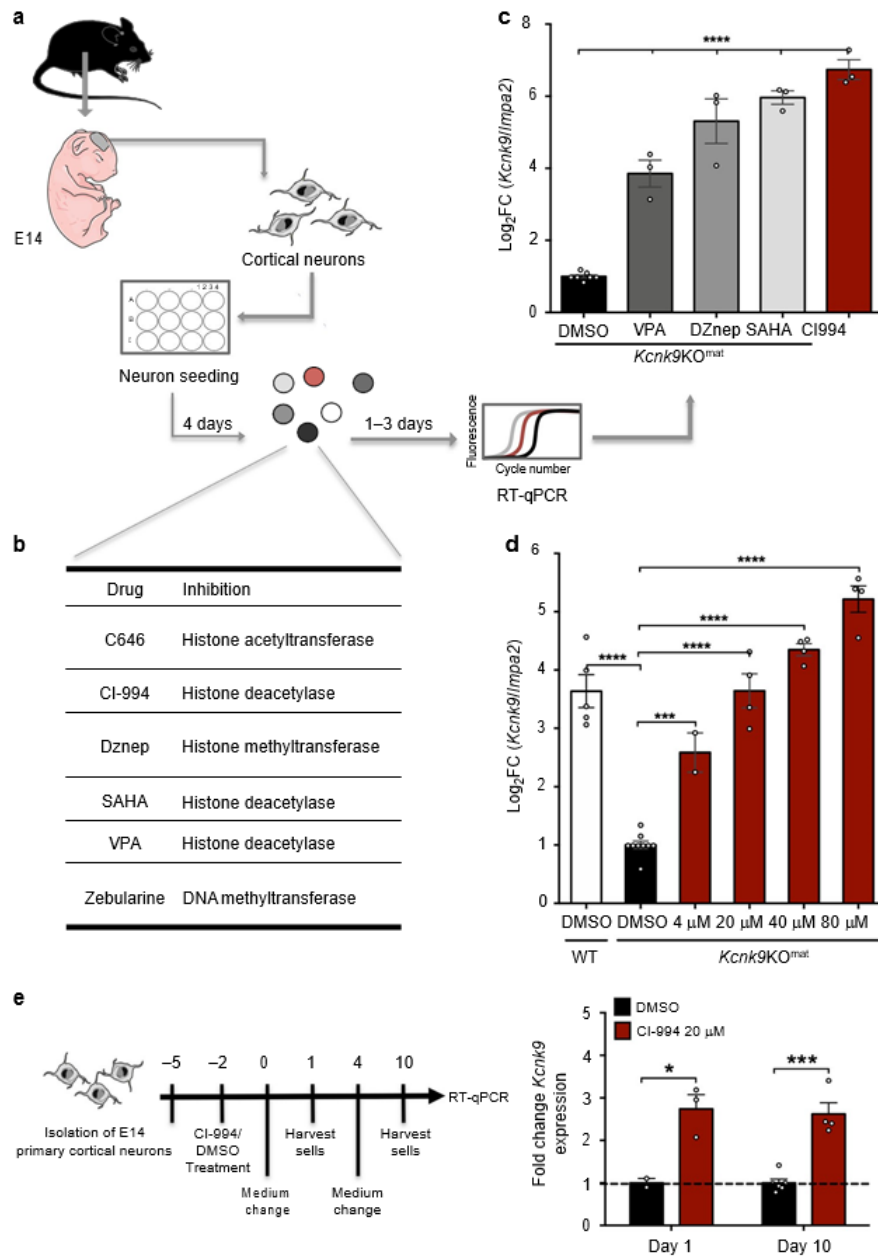 a
E14
Cortical neurons
1 2 3 4
A
B
Neuron seeding
4 days
1–3 days
Fluorescence
Cycle number
RT-qPCR
b
Drug Inhibition
C646 Histone acetyltransferase
CI-994 Histone deacetylase
Dznep Histone methyltransferase
SAHA Histone deacetylase
VPA Histone deacetylase
Zebularine DNA methyltransferase
c
Log2FC (Kcnk9/Impa2)
8
6
4
2
0
****
DMSO VPA DZnep SAHA CI994
Kcnk9KOmat
d
Log2FC (Kcnk9/Impa2)
6
5
4
3
2
1
0
****
****
****
****
***
DMSO DMSO 4 μM 20 μM 40 μM 80 μM
WT Kcnk9KOmat
e
–5 –2 0 1 4 10
RT-qPCR
Isolation of E14
primary cortical neurons
CI-994/
DMSO
Treatment
Medium
change
Harvest
sells
Medium
change
Harvest
sells
Fold change Kcnk9
expression
5
4
3
2
1
0
DMSO
CI-994 20 μM
* ***
Day 1 Day 10